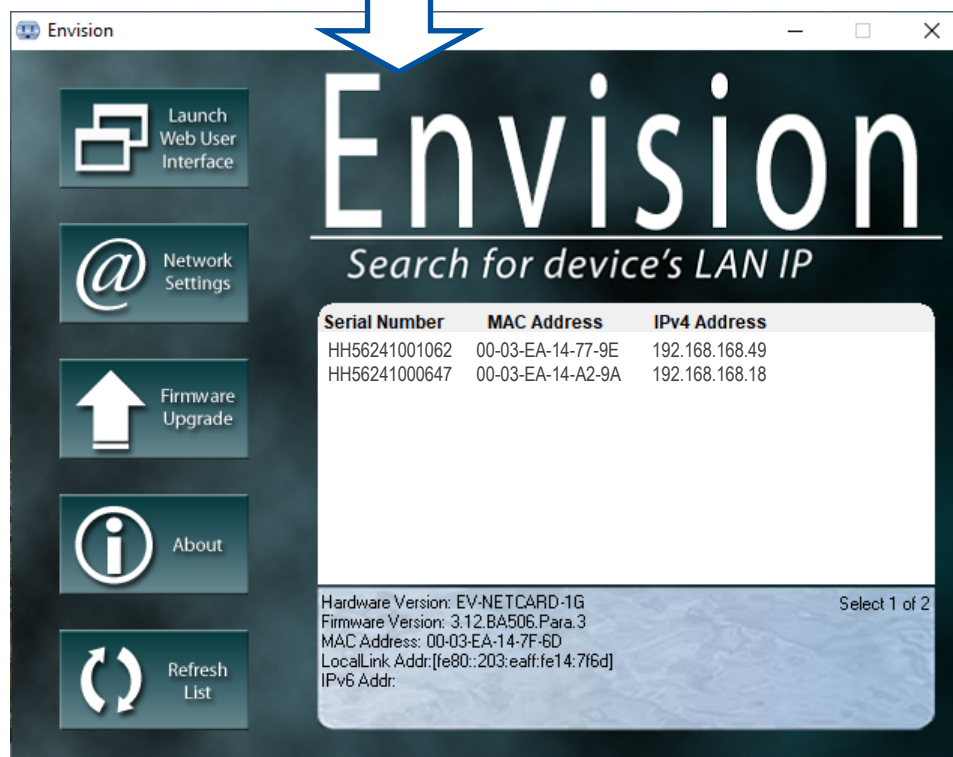 Envision
Launch
Web User
Interface
Network
Settings
Firmware
Upgrade
About
Refresh
List
Envision
Search for device's LAN IP
Serial Number MAC Address IPv4 Address
HH56241001062 00-03-EA-14-77-9E 192.168.168.49
HH56241000647 00-03-EA-14-A2-9A 192.168.168.18
Hardware Version: EV-NETCARD-1G Select 1 of 2
Firmware Version: 3.12.BA506.Para.3
MAC Address: 00-03-EA-14-7F-6D
LocalLink Addr:[fe80::203:eaff:fe14:7f6d]
IPv6 Addr: